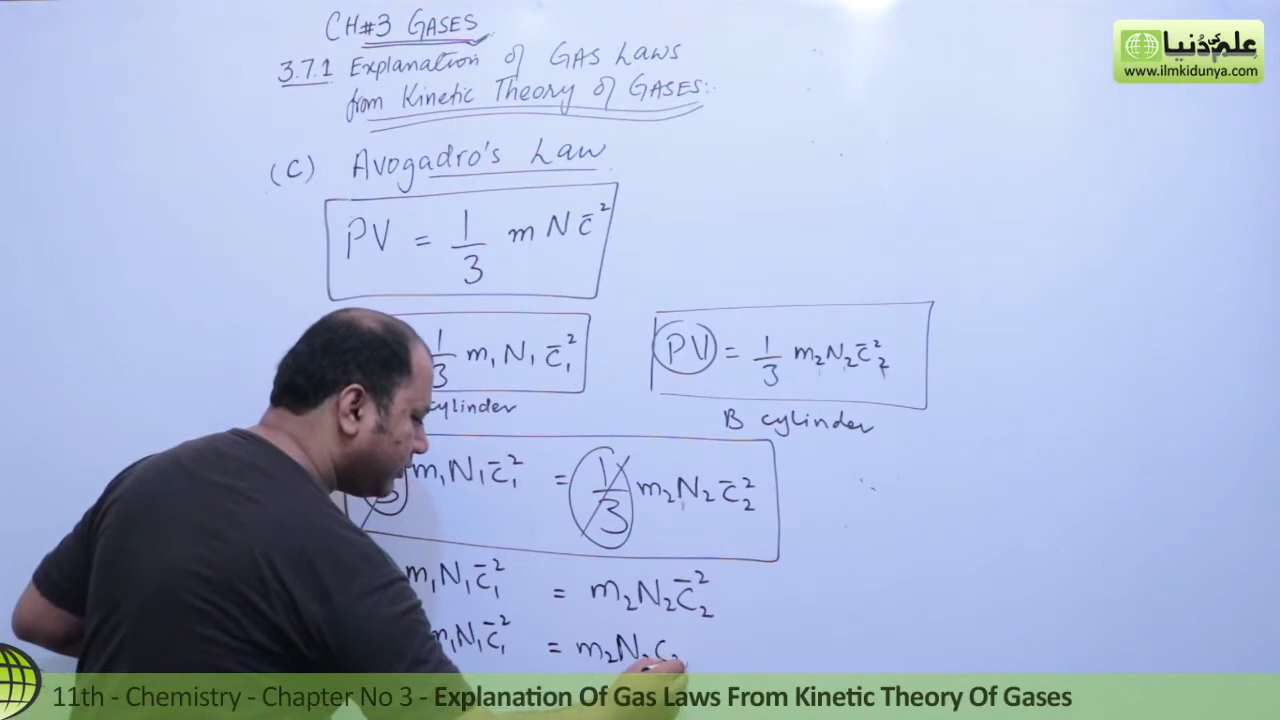 CH#3 GASES
علم کی دُنیا
www.ilmkidunya.com
3.7.1 Explanation of GAS LAWS
from Kinetic Theory of GASES:.
(C) Avogadro's Law
PV = 1/3 m N c̄²
1/3 m₁ N₁ c̄₁²
PV = 1/3 m₂N₂c̄₂²
cylinder
B cylinder
m₁N₁c̄₁² = 1/3 m₂N₂c̄₂²
m₁N₁c̄₁² = m₂N₂c̄₂²
m₁N₁c̄₁² = m₂N₂c₂
11th - Chemistry - Chapter No 3 - Explanation Of Gas Laws From Kinetic Theory Of Gases